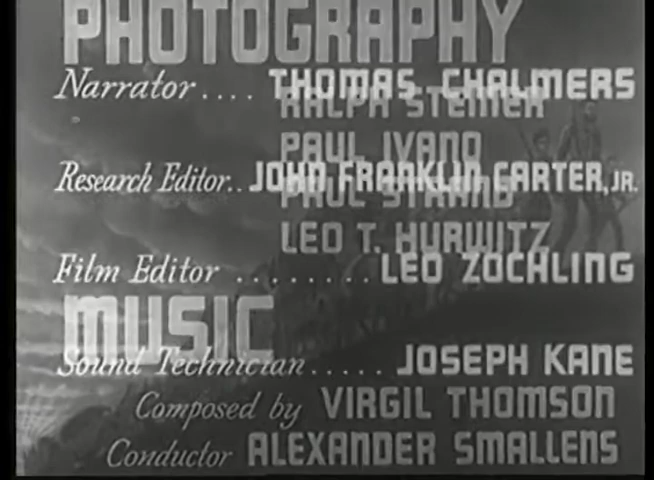 PHOTOGRAPHY
Narrator.... THOMAS CHALMERS
RALPH STEINER
PAUL IVANO
Research Editor.. JOHN FRANKLIN CARTER, JR.
PAUL STRAND
LEO T. HURWITZ
Film Editor ........ LEO ZOCHLING
MUSIC
Sound Technician..... JOSEPH KANE
Composed by VIRGIL THOMSON
Conductor ALEXANDER SMALLENS